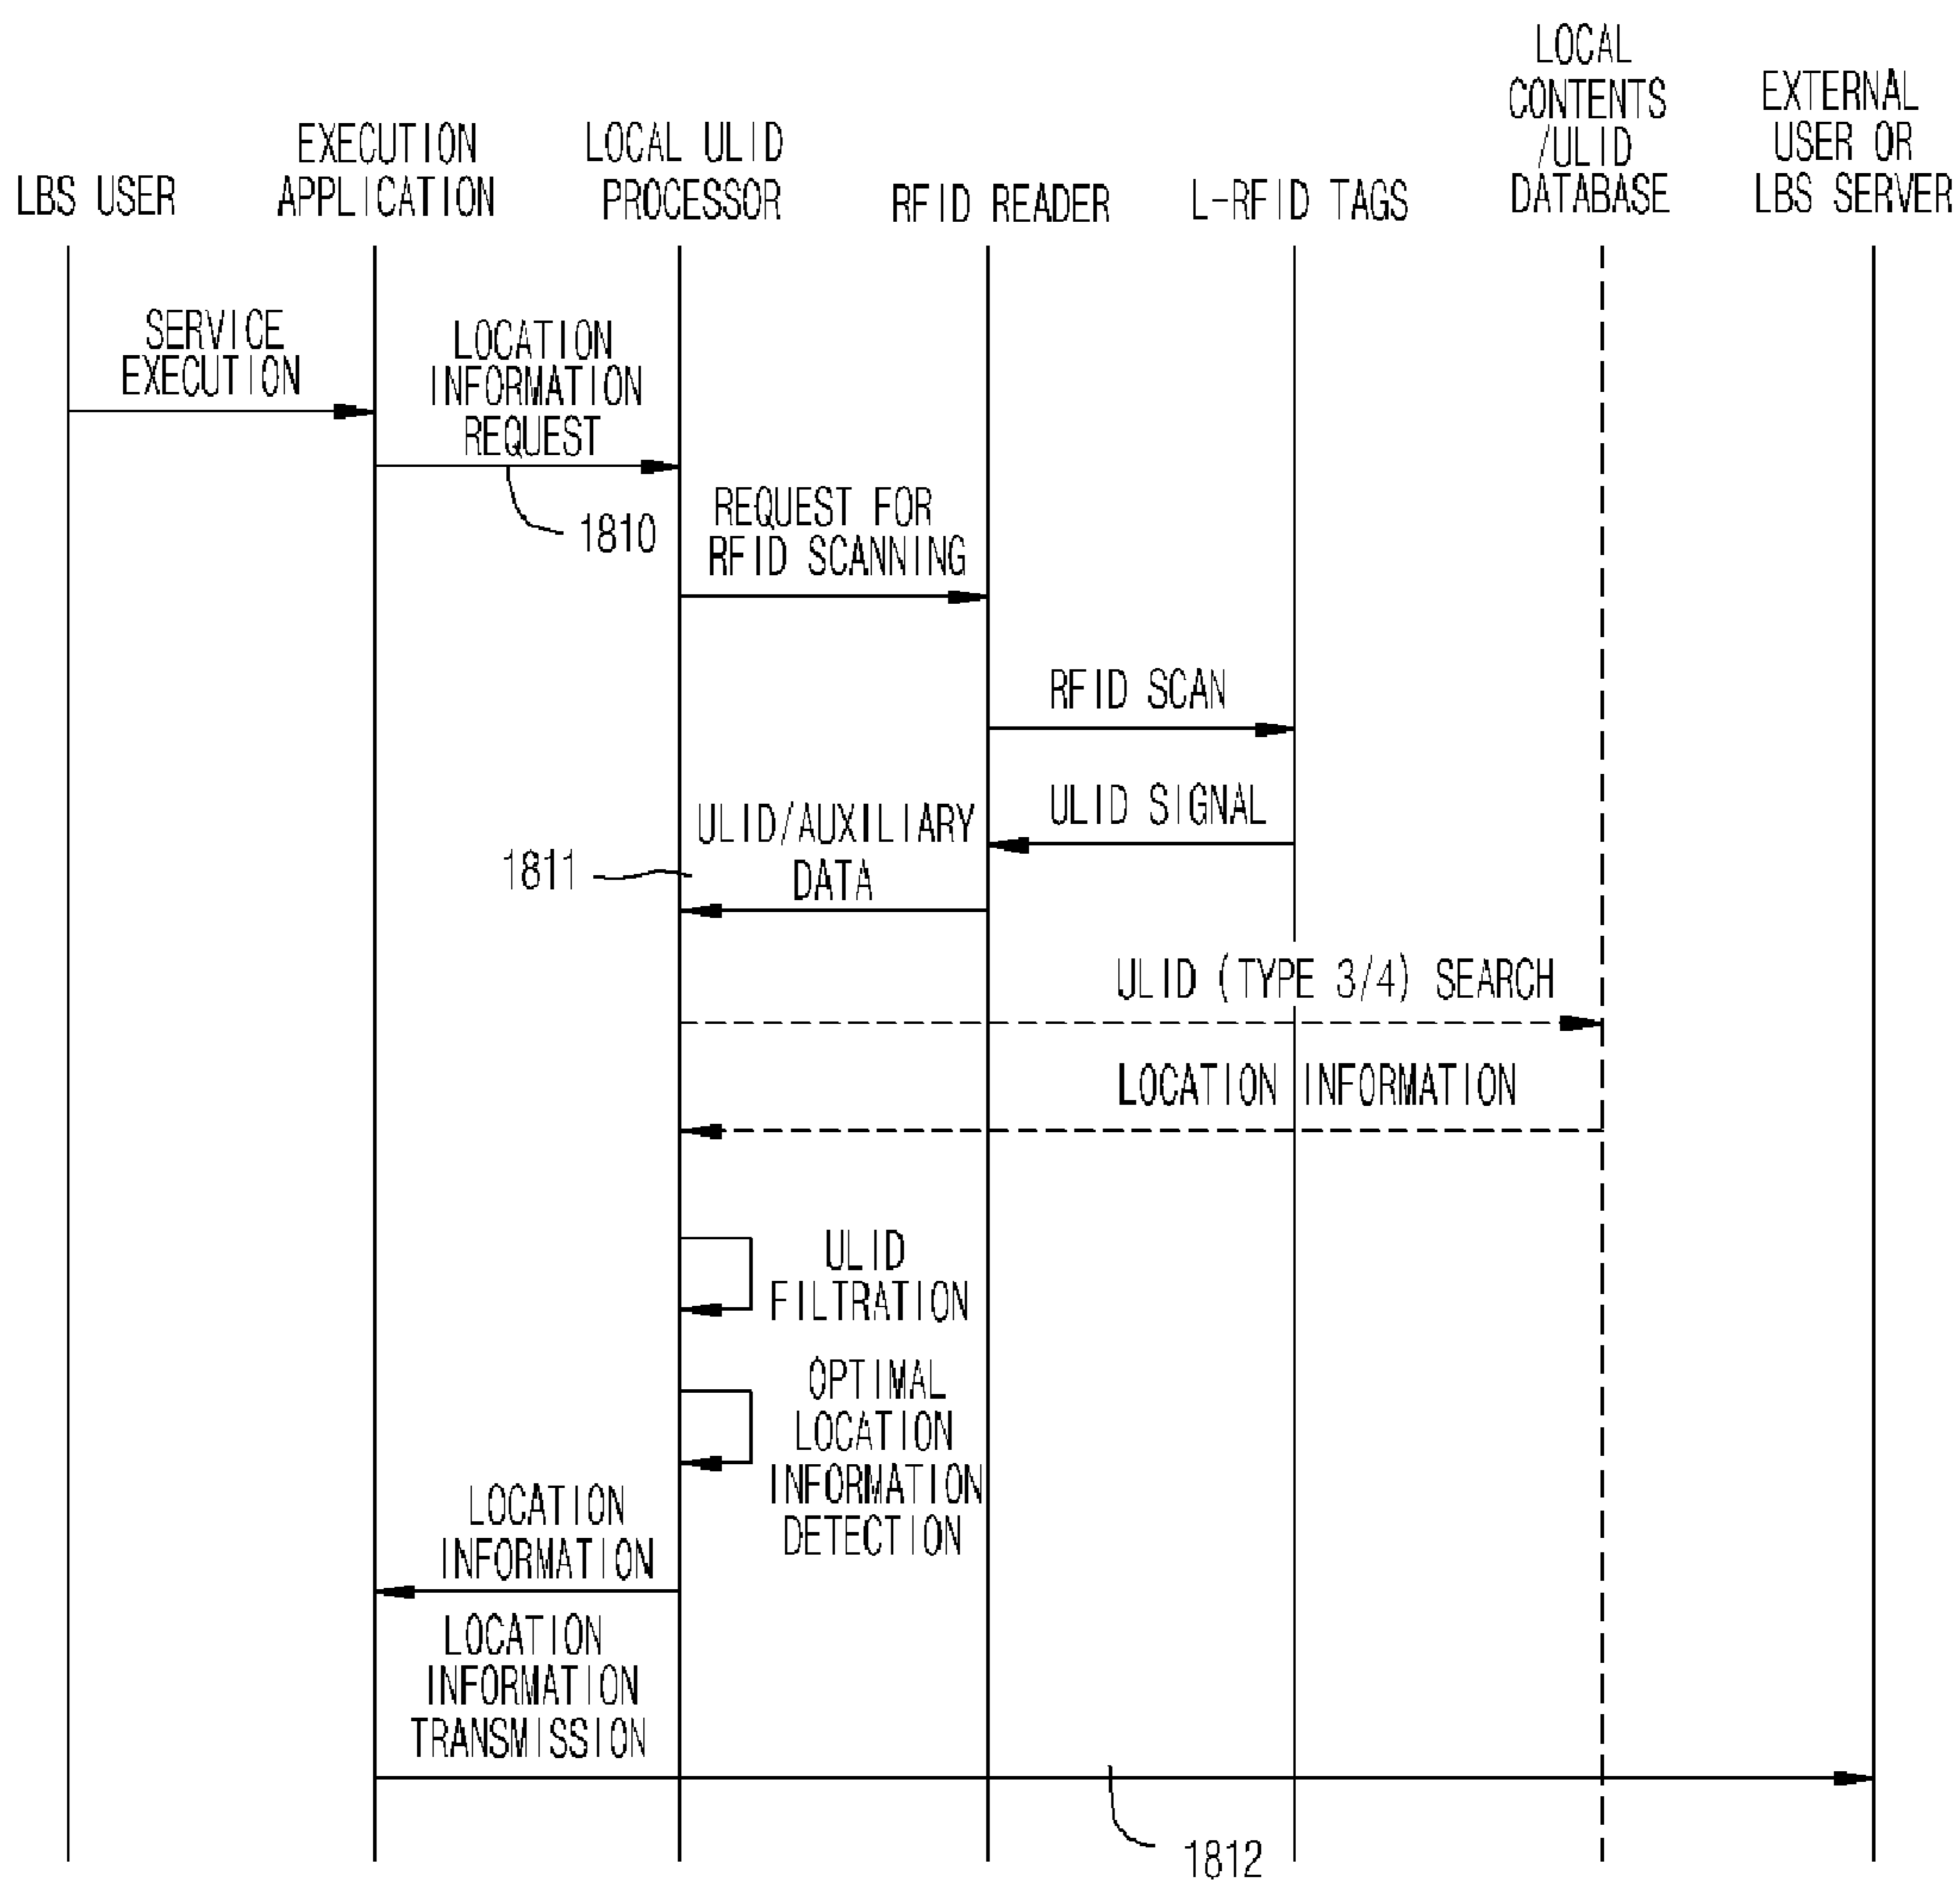 LBS USER
EXECUTION
APPLICATION
LOCAL ULID
PROCESSOR
RFID READER
L-RFID TAGS
LOCAL
CONTENTS
/ULID
DATABASE
EXTERNAL
USER OR
LBS SERVER
SERVICE
EXECUTION
LOCATION
INFORMATION
REQUEST
1810
REQUEST FOR
RFID SCANNING
RFID SCAN
ULID SIGNAL
ULID/AUXILIARY
DATA
1811
ULID (TYPE 3/4) SEARCH
LOCATION INFORMATION
ULID
FILTRATION
OPTIMAL
LOCATION
INFORMATION
DETECTION
LOCATION
INFORMATION
LOCATION
INFORMATION
TRANSMISSION
1812